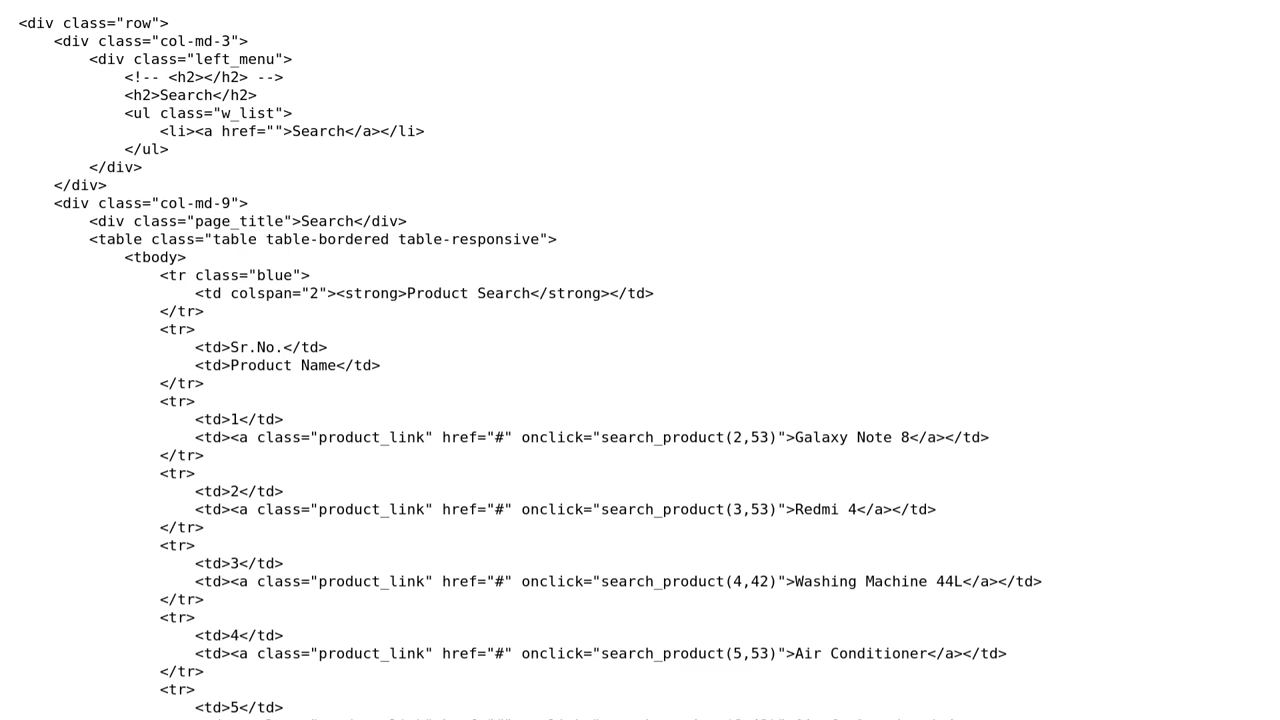 <div class="row">
    <div class="col-md-3">
        <div class="left_menu">
            <!-- <h2></h2> -->
            <h2>Search</h2>
            <ul class="w_list">
                <li><a href="">Search</a></li>
            </ul>
        </div>
    </div>
    <div class="col-md-9">
        <div class="page_title">Search</div>
        <table class="table table-bordered table-responsive">
            <tbody>
                <tr class="blue">
                    <td colspan="2"><strong>Product Search</strong></td>
                </tr>
                <tr>
                    <td>Sr.No.</td>
                    <td>Product Name</td>
                </tr>
                <tr>
                    <td>1</td>
                    <td><a class="product_link" href="#" onclick="search_product(2,53)">Galaxy Note 8</a></td>
                </tr>
                <tr>
                    <td>2</td>
                    <td><a class="product_link" href="#" onclick="search_product(3,53)">Redmi 4</a></td>
                </tr>
                <tr>
                    <td>3</td>
                    <td><a class="product_link" href="#" onclick="search_product(4,42)">Washing Machine 44L</a></td>
                </tr>
                <tr>
                    <td>4</td>
                    <td><a class="product_link" href="#" onclick="search_product(5,53)">Air Conditioner</a></td>
                </tr>
                <tr>
                    <td>5</td>